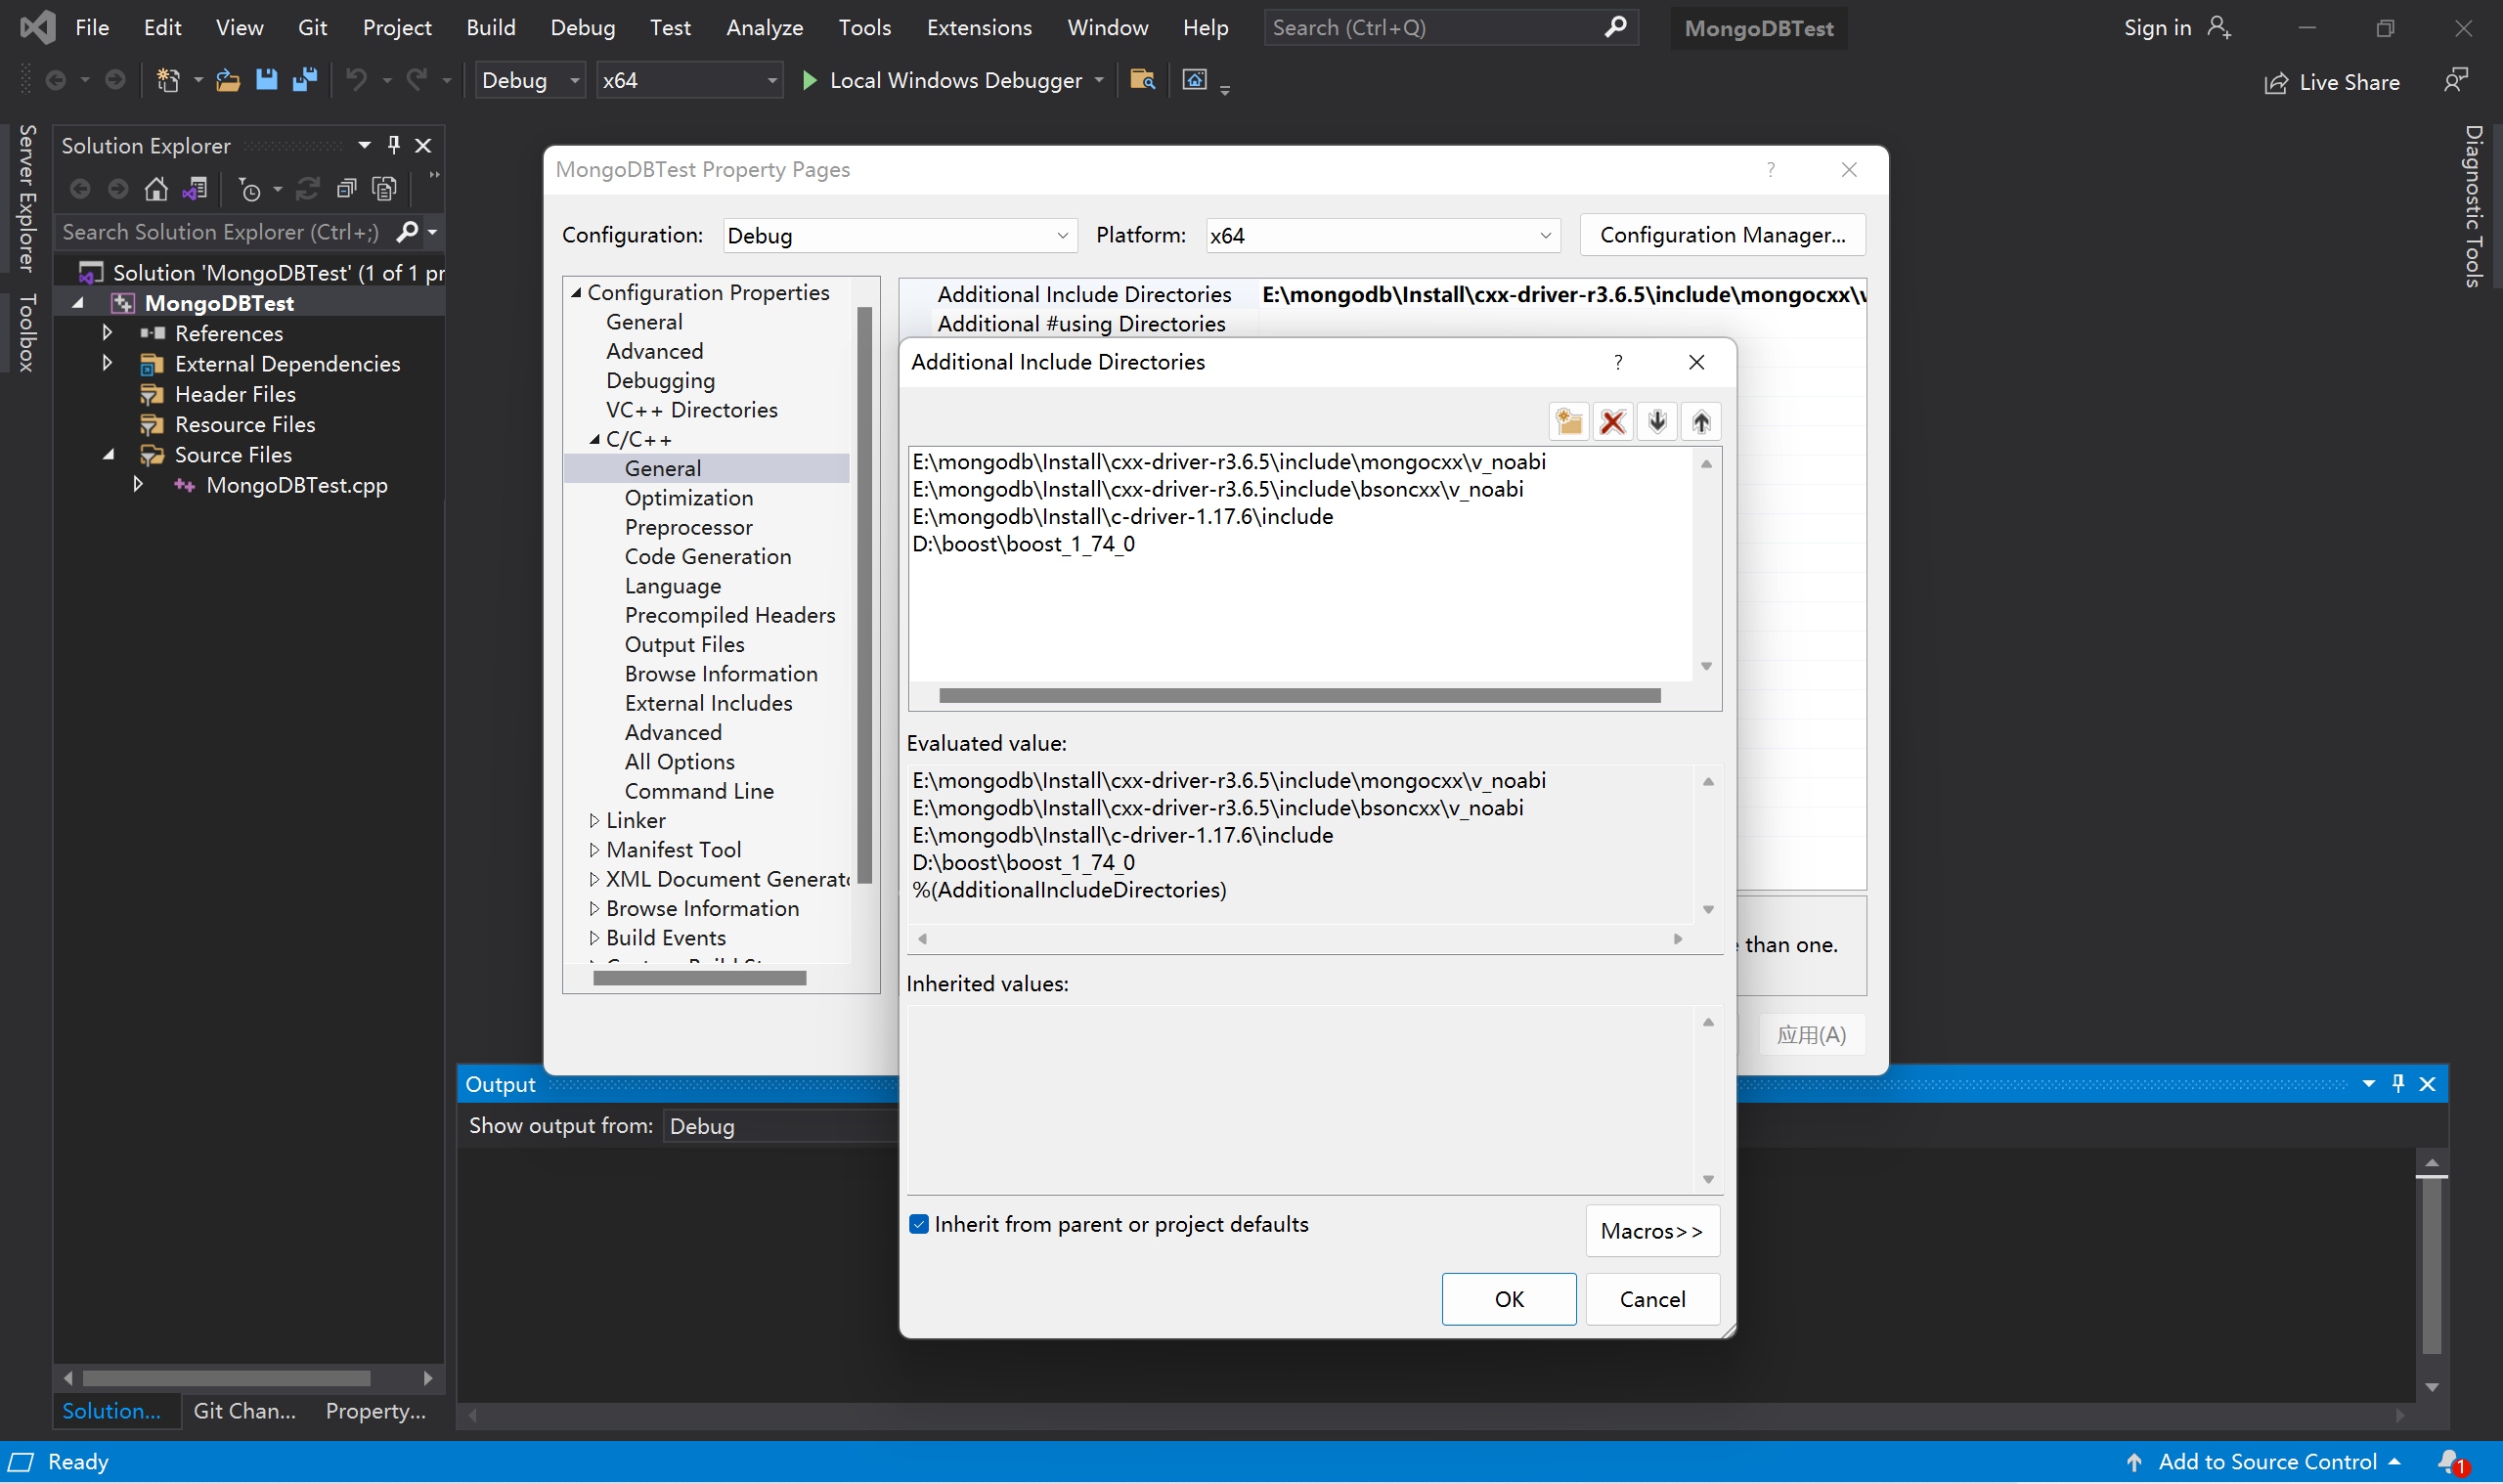 File Edit View Git Project Build Debug Test Analyze Tools Extensions Window Help Search (Ctrl+Q) MongoDBTest Sign in
Debug x64 Local Windows Debugger Live Share
Server Explorer
Toolbox
Solution Explorer
Search Solution Explorer (Ctrl+;)
Solution 'MongoDBTest' (1 of 1 pr
MongoDBTest
References
External Dependencies
Header Files
Resource Files
Source Files
MongoDBTest.cpp
Solution... Git Chan... Property...
MongoDBTest Property Pages ?
Configuration: Debug Platform: x64 Configuration Manager...
Configuration Properties
General
Advanced
Debugging
VC++ Directories
C/C++
General
Optimization
Preprocessor
Code Generation
Language
Precompiled Headers
Output Files
Browse Information
External Includes
Advanced
All Options
Command Line
Linker
Manifest Tool
XML Document Generat
Browse Information
Build Events
Additional Include Directories E:\mongodb\Install\cxx-driver-r3.6.5\include\mongocxx\v
Additional #using Directories
than one.
应用(A)
Additional Include Directories ?
E:\mongodb\Install\cxx-driver-r3.6.5\include\mongocxx\v_noabi
E:\mongodb\Install\cxx-driver-r3.6.5\include\bsoncxx\v_noabi
E:\mongodb\Install\c-driver-1.17.6\include
D:\boost\boost_1_74_0
Evaluated value:
E:\mongodb\Install\cxx-driver-r3.6.5\include\mongocxx\v_noabi
E:\mongodb\Install\cxx-driver-r3.6.5\include\bsoncxx\v_noabi
E:\mongodb\Install\c-driver-1.17.6\include
D:\boost\boost_1_74_0
%(AdditionalIncludeDirectories)
Inherited values:
Inherit from parent or project defaults
Macros>>
OK Cancel
Output
Show output from: Debug
Diagnostic Tools
Ready Add to Source Control 1